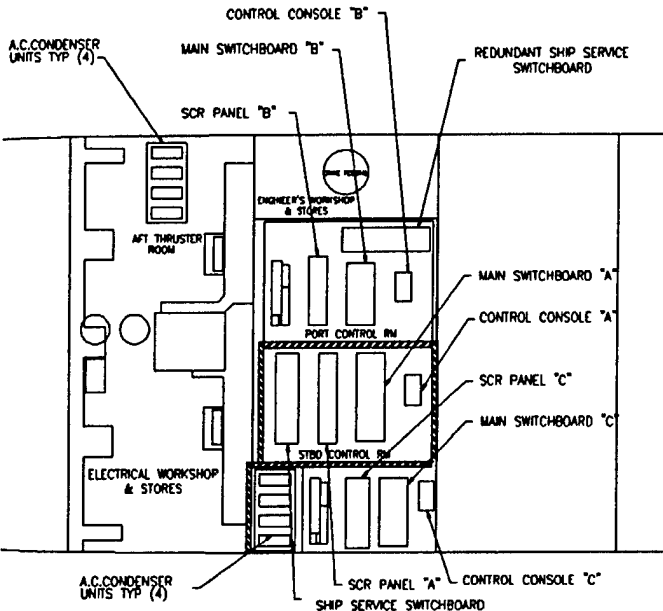 CONTROL CONSOLE "B"
A.C.CONDENSER
UNITS TYP (4)
MAIN SWITCHBOARD "B"
REDUNDANT SHIP SERVICE
SWITCHBOARD
SCR PANEL "B"
ENGINEER'S WORKSHOP
& STORES
AFT THRUSTER
ROOM
MAIN SWITCHBOARD "A"
CONTROL CONSOLE "A"
PORT CONTROL RM
SCR PANEL "C"
MAIN SWITCHBOARD "C"
STBD CONTROL RM
ELECTRICAL WORKSHOP
& STORES
A.C.CONDENSER
UNITS TYP (4)
SCR PANEL "A"
CONTROL CONSOLE "C"
SHIP SERVICE SWITCHBOARD